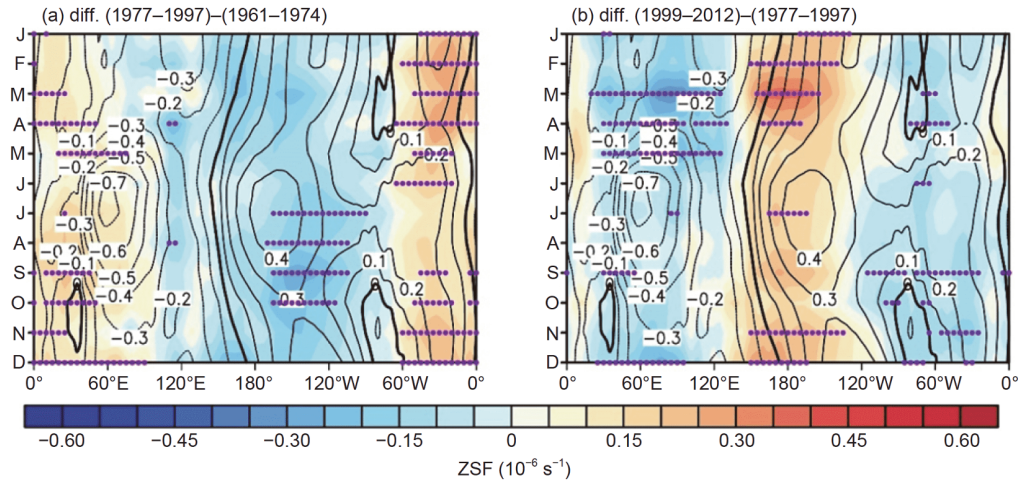 (a) diff. (1977–1997)–(1961–1974)
(b) diff. (1999–2012)–(1977–1997)
J
F
M
A
M
J
J
A
S
O
N
D
−0.3
−0.2
−0.3
−0.1
−0.4
−0.5
−0.2
−0.7
−0.3
−0.2
−0.6
−0.1
−0.5
−0.4
−0.2
−0.3
0
0.4
0.3
0.1
0.2
0
0.1
0.2
0
0° 60°E 120°E 180° 120°W 60°W 0°
J
F
M
A
M
J
J
A
S
O
N
D
−0.3
−0.2
−0.3
−0.1
−0.4
−0.5
−0.2
−0.7
−0.3
−0.2
−0.6
−0.1
−0.5
−0.4
−0.2
−0.3
0
0.4
0.3
0.1
0.2
0
0.1
0.2
0
0° 60°E 120°E 180° 120°W 60°W 0°
−0.60 −0.45 −0.30 −0.15 0 0.15 0.30 0.45 0.60
ZSF (10⁻⁶ s⁻¹)